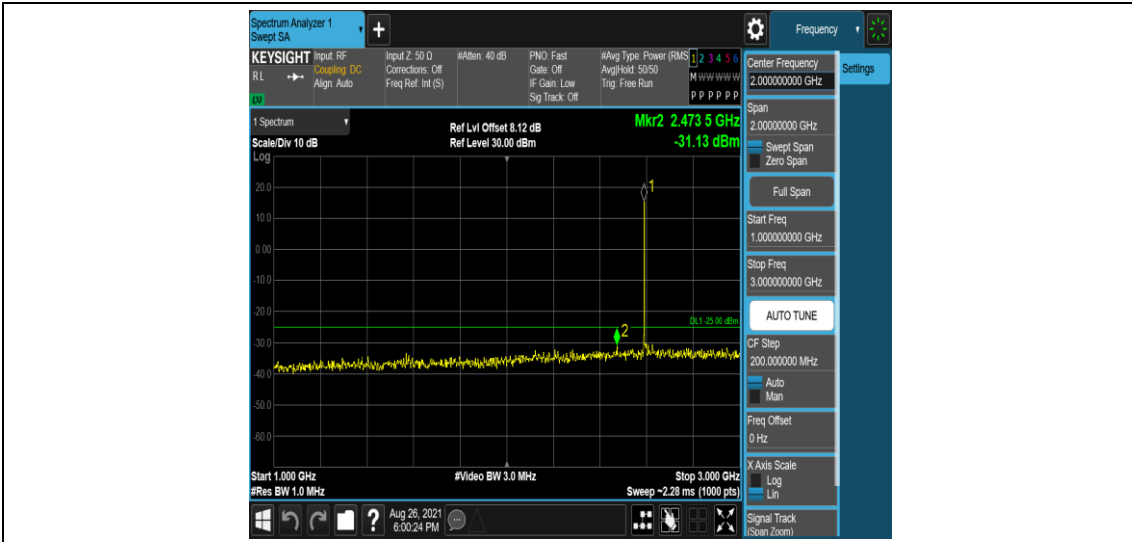 Spectrum Analyzer 1
Swept SA
+
Frequency
KEYSIGHT
RL
LXI
Input: RF
Coupling: DC
Align: Auto
Input Z: 50 Ω
Corrections: Off
Freq Ref: Int (S)
#Atten: 40 dB
PNO: Fast
Gate: Off
IF Gain: Low
Sig Track: Off
#Avg Type: Power (RMS
Avg|Hold: 50/50
Trig: Free Run
1 2 3 4 5 6
M W W W W W
P P P P P P
1 Spectrum
Scale/Div 10 dB
Log
Ref Lvl Offset 8.12 dB
Ref Level 30.00 dBm
Mkr2 2.473 5 GHz
-31.13 dBm
20.0
10.0
0.00
-10.0
-20.0
-30.0
-40.0
-50.0
-60.0
1
2
DL1 -25.00 dBm
Start 1.000 GHz
#Res BW 1.0 MHz
#Video BW 3.0 MHz
Stop 3.000 GHz
Sweep ~2.28 ms (1000 pts)
?
Aug 26, 2021
6:00:24 PM
Center Frequency
2.000000000 GHz
Settings
Span
2.00000000 GHz
Swept Span
Zero Span
Full Span
Start Freq
1.000000000 GHz
Stop Freq
3.000000000 GHz
AUTO TUNE
CF Step
200.000000 MHz
Auto
Man
Freq Offset
0 Hz
X Axis Scale
Log
Lin
Signal Track
(Span Zoom)